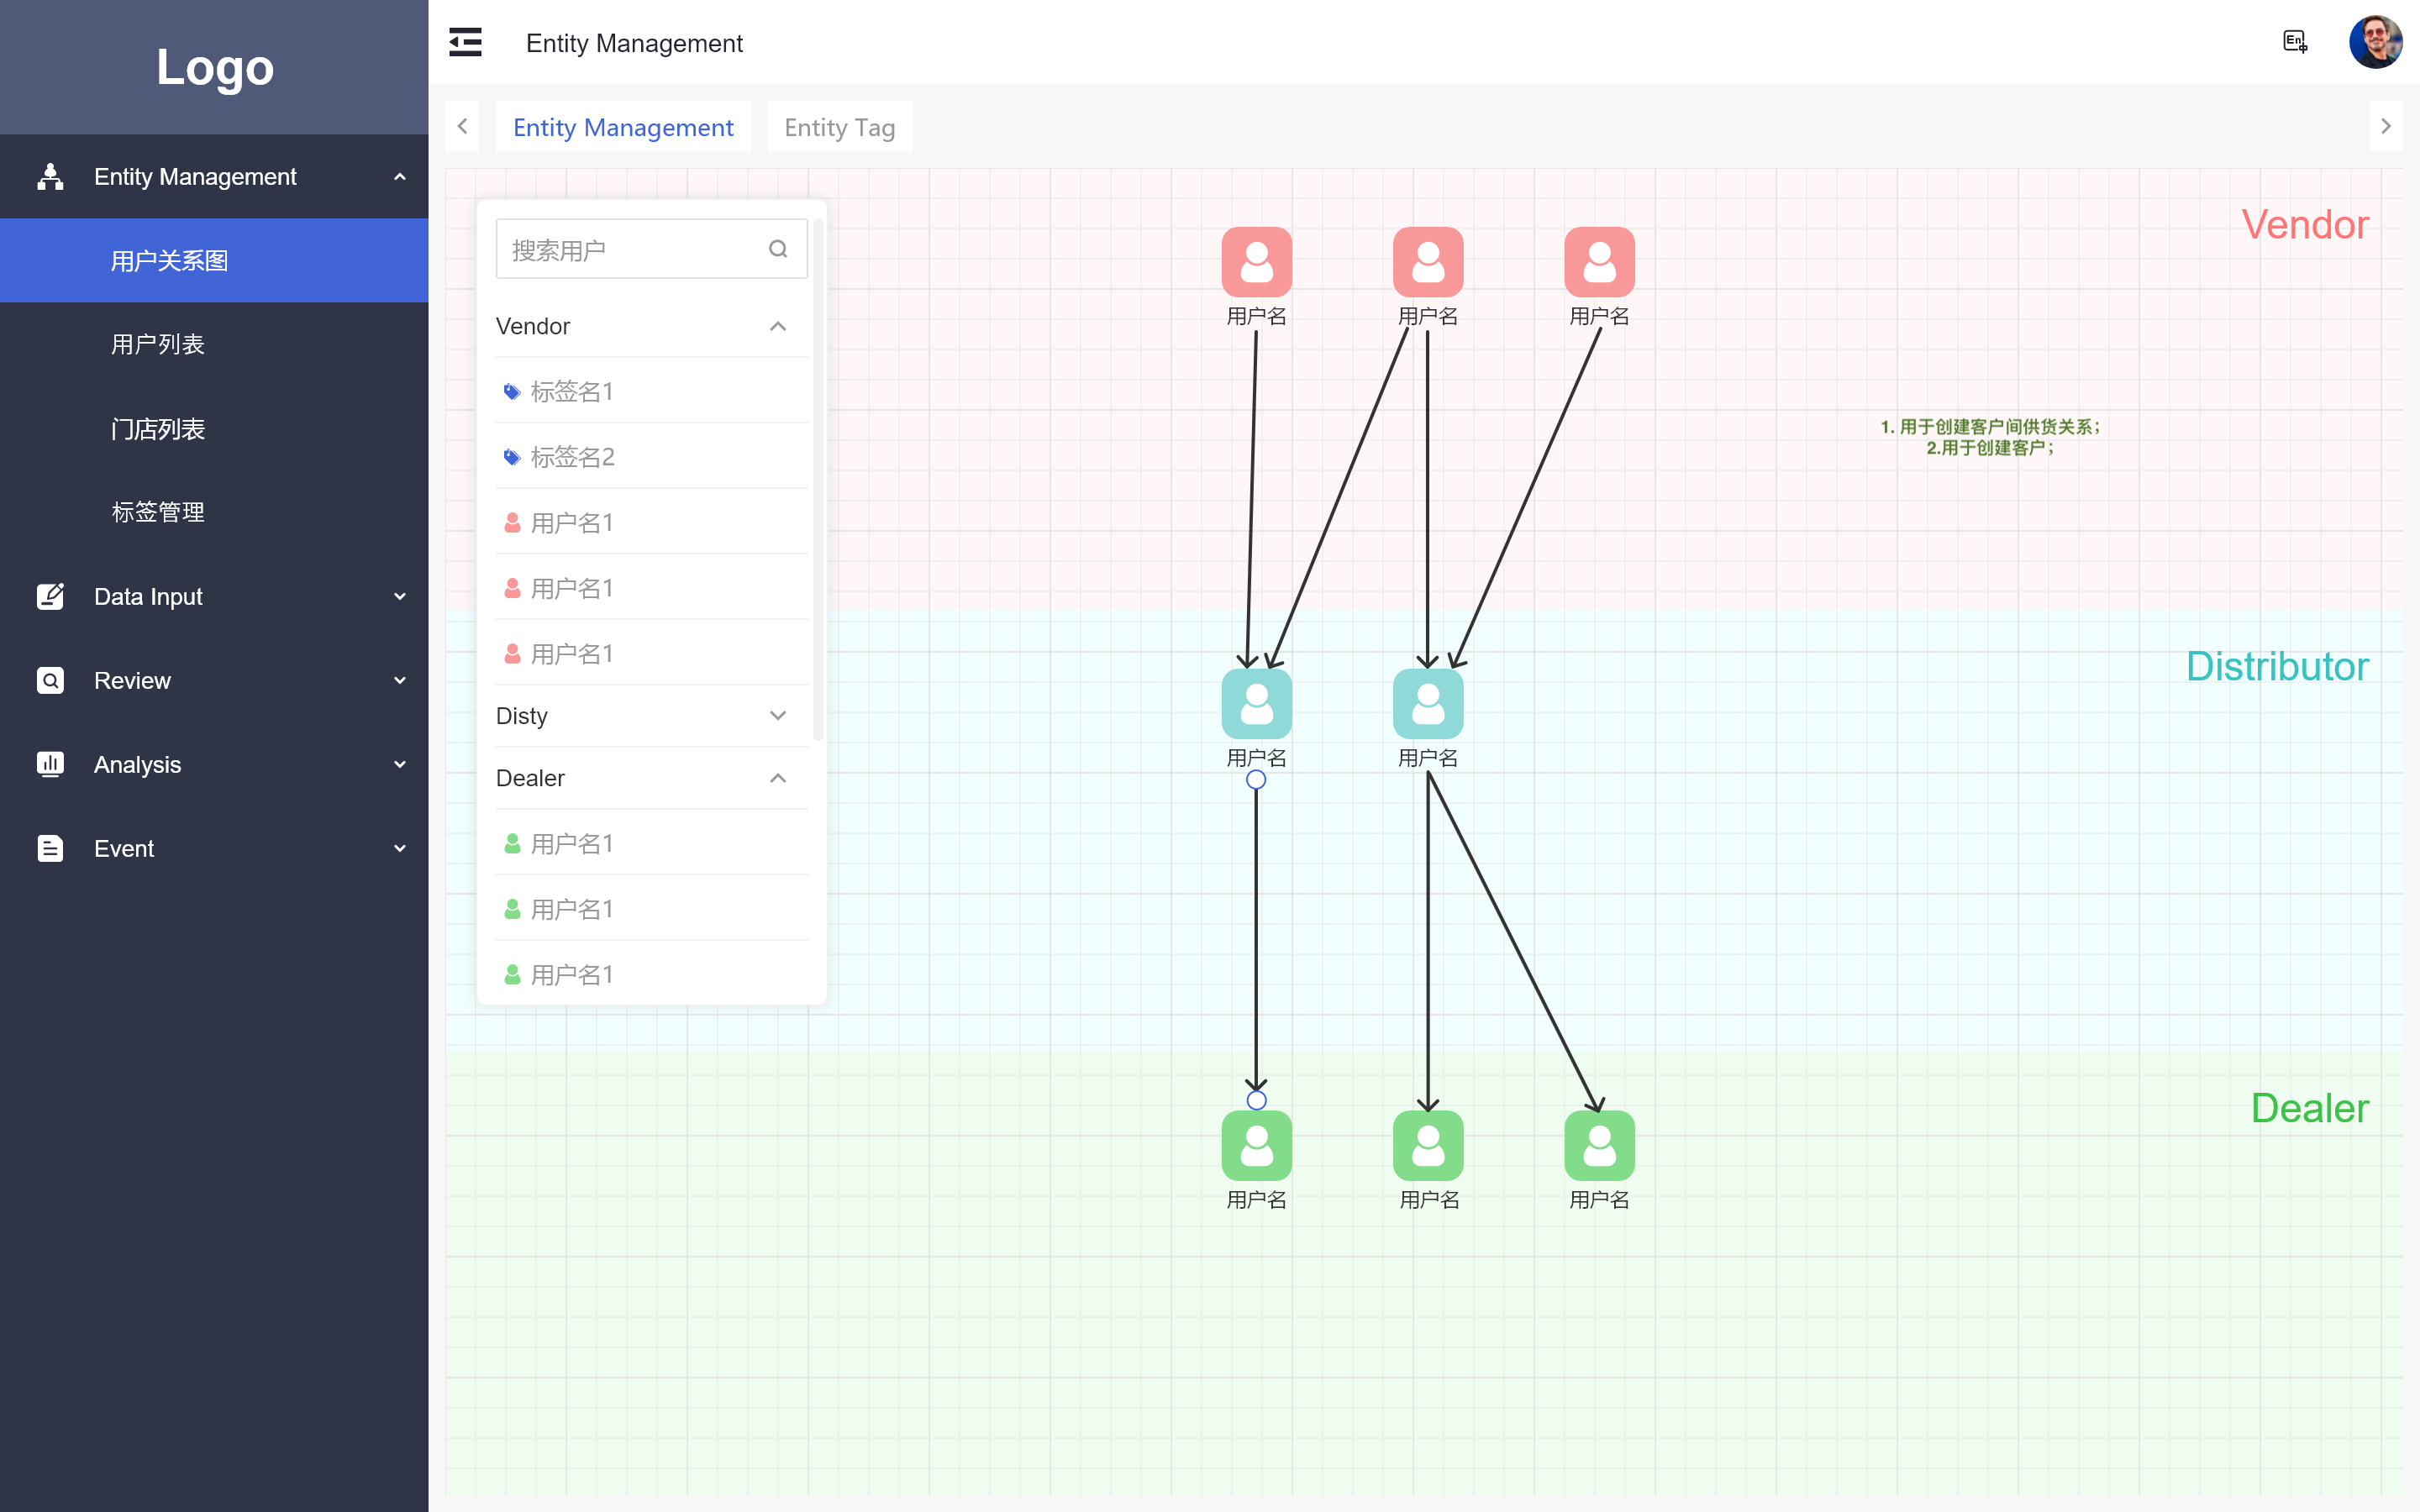 Logo
Entity Management
用户关系图
用户列表
门店列表
标签管理
Data Input
Review
Analysis
Event
Entity Management
En
Entity Management
Entity Tag
搜索用户
Vendor
标签名1
标签名2
用户名1
用户名1
用户名1
Disty
Dealer
用户名1
用户名1
用户名1
Vendor
用户名
用户名
用户名
1. 用于创建客户间供货关系；
2.用于创建客户；
Distributor
用户名
用户名
Dealer
用户名
用户名
用户名